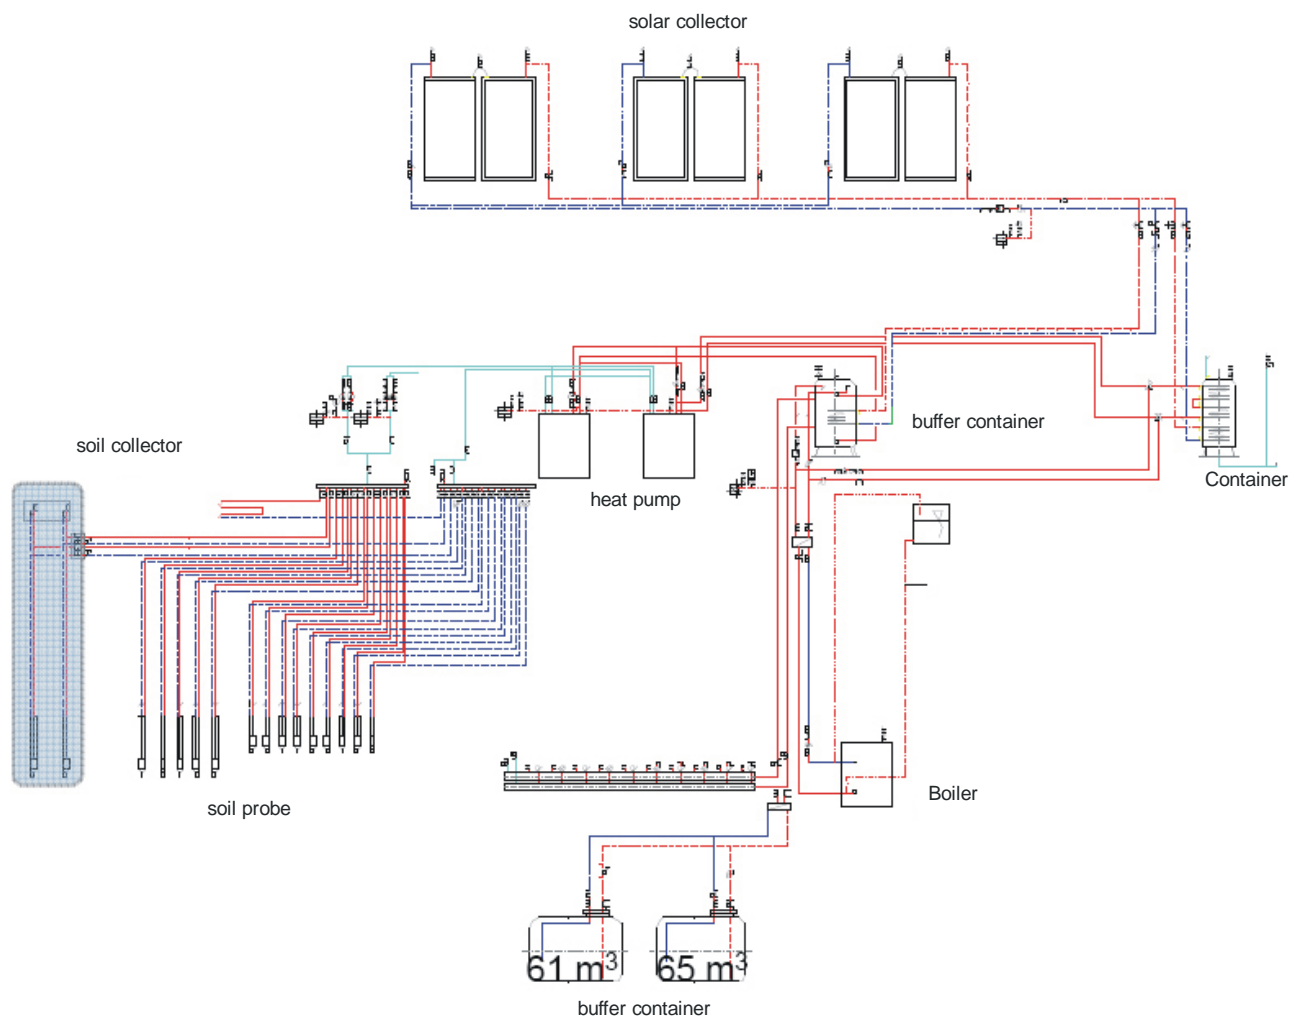 solar collector
soil collector
buffer container
heat pump
Container
soil probe
Boiler
61 m³
65 m³
buffer container